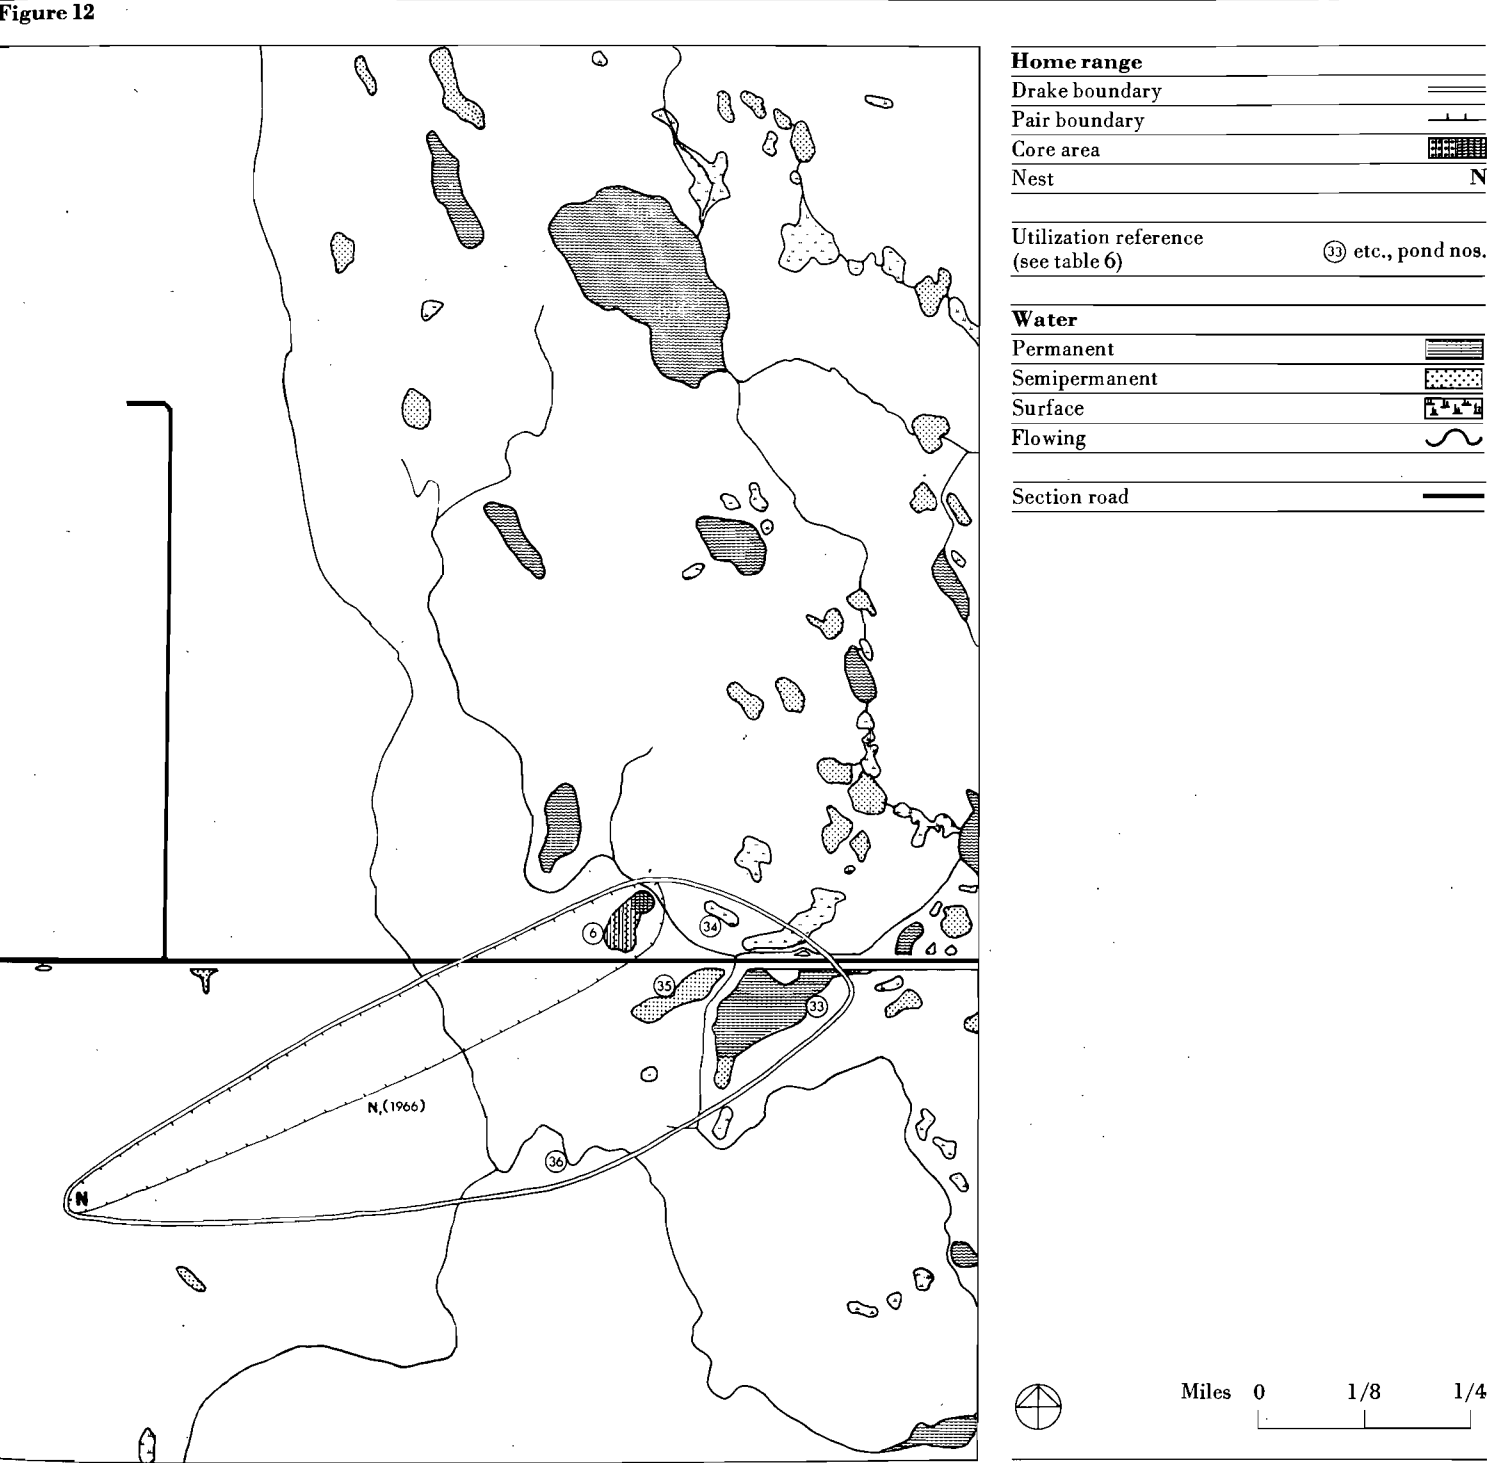 Figure 12
Home range
Drake boundary
Pair boundary
Core area
Nest N
Utilization reference
(see table 6)
33 etc., pond nos.
Water
Permanent
Semipermanent
Surface
Flowing
Section road
6
34
35
33
N,(1966)
36
N
Miles 0 1/8 1/4